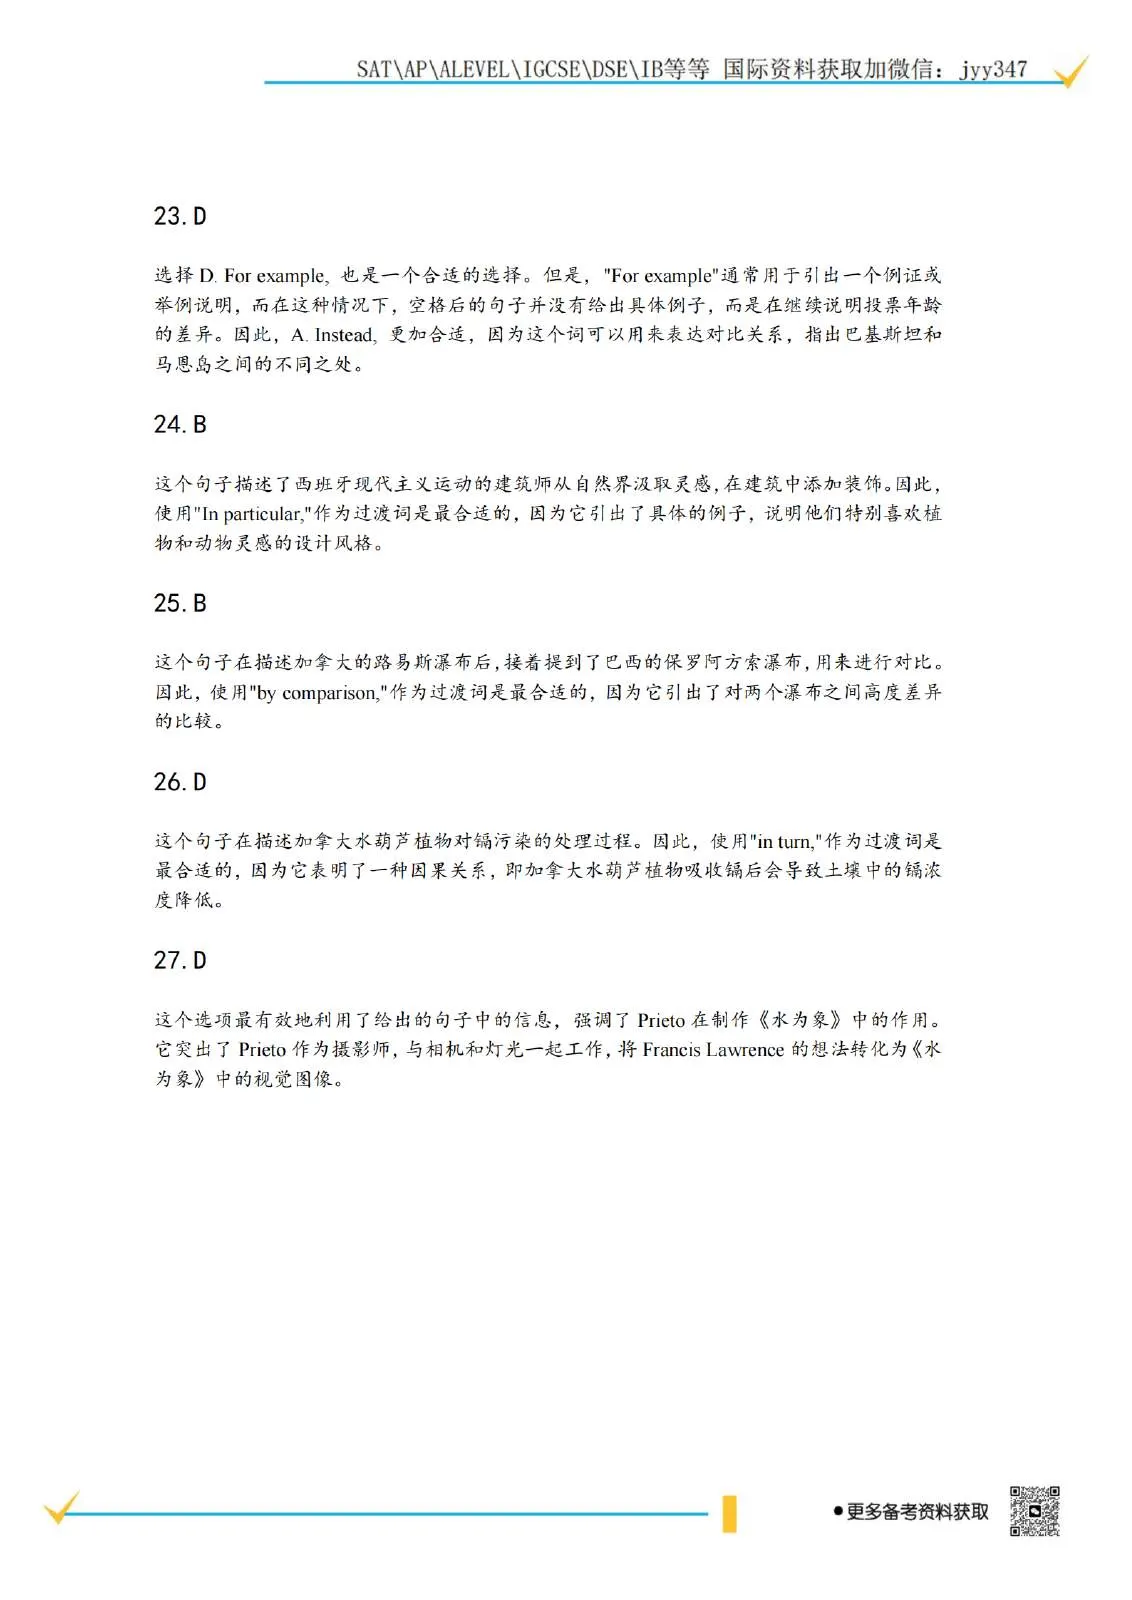 SAT\AP\ALEVEL\IGCSE\DSE\IB等等 国际资料获取加微信：jyy347
23. D
选择 D. For example, 也是一个合适的选择。但是，"For example"通常用于引出一个例证或
举例说明，而在这种情况下，空格后的句子并没有给出具体例子，而是在继续说明投票年龄
的差异。因此，A. Instead, 更加合适，因为这个词可以用来表达对比关系，指出巴基斯坦和
马恩岛之间的不同之处。
24. B
这个句子描述了西班牙现代主义运动的建筑师从自然界汲取灵感，在建筑中添加装饰。因此，
使用"In particular,"作为过渡词是最合适的，因为它引出了具体的例子，说明他们特别喜欢植
物和动物灵感的设计风格。
25. B
这个句子在描述加拿大的路易斯瀑布后，接着提到了巴西的保罗阿方索瀑布，用来进行对比。
因此，使用"by comparison,"作为过渡词是最合适的，因为它引出了对两个瀑布之间高度差异
的比较。
26. D
这个句子在描述加拿大水葫芦植物对镉污染的处理过程。因此，使用"in turn,"作为过渡词是
最合适的，因为它表明了一种因果关系，即加拿大水葫芦植物吸收镉后会导致土壤中的镉浓
度降低。
27. D
这个选项最有效地利用了给出的句子中的信息，强调了 Prieto 在制作《水为象》中的作用。
它突出了 Prieto 作为摄影师，与相机和灯光一起工作，将 Francis Lawrence 的想法转化为《水
为象》中的视觉图像。
●更多备考资料获取